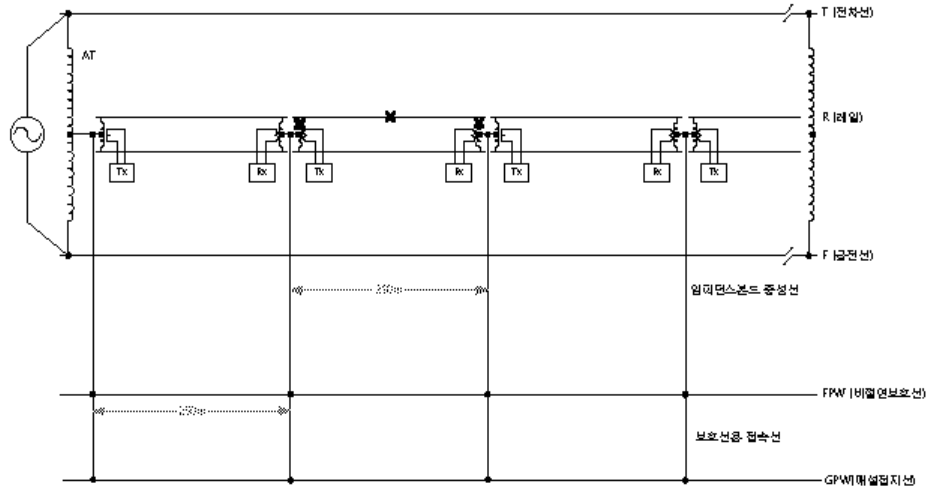 T (전차선)
AT
R (레일)
Tx
Rx
Tx
Rx
Tx
Rx
Tx
F (급전선)
250m
임피던스본드 중성선
FPW (비절연보호선)
250m
보호선용 접속선
GPW(매설접지선)